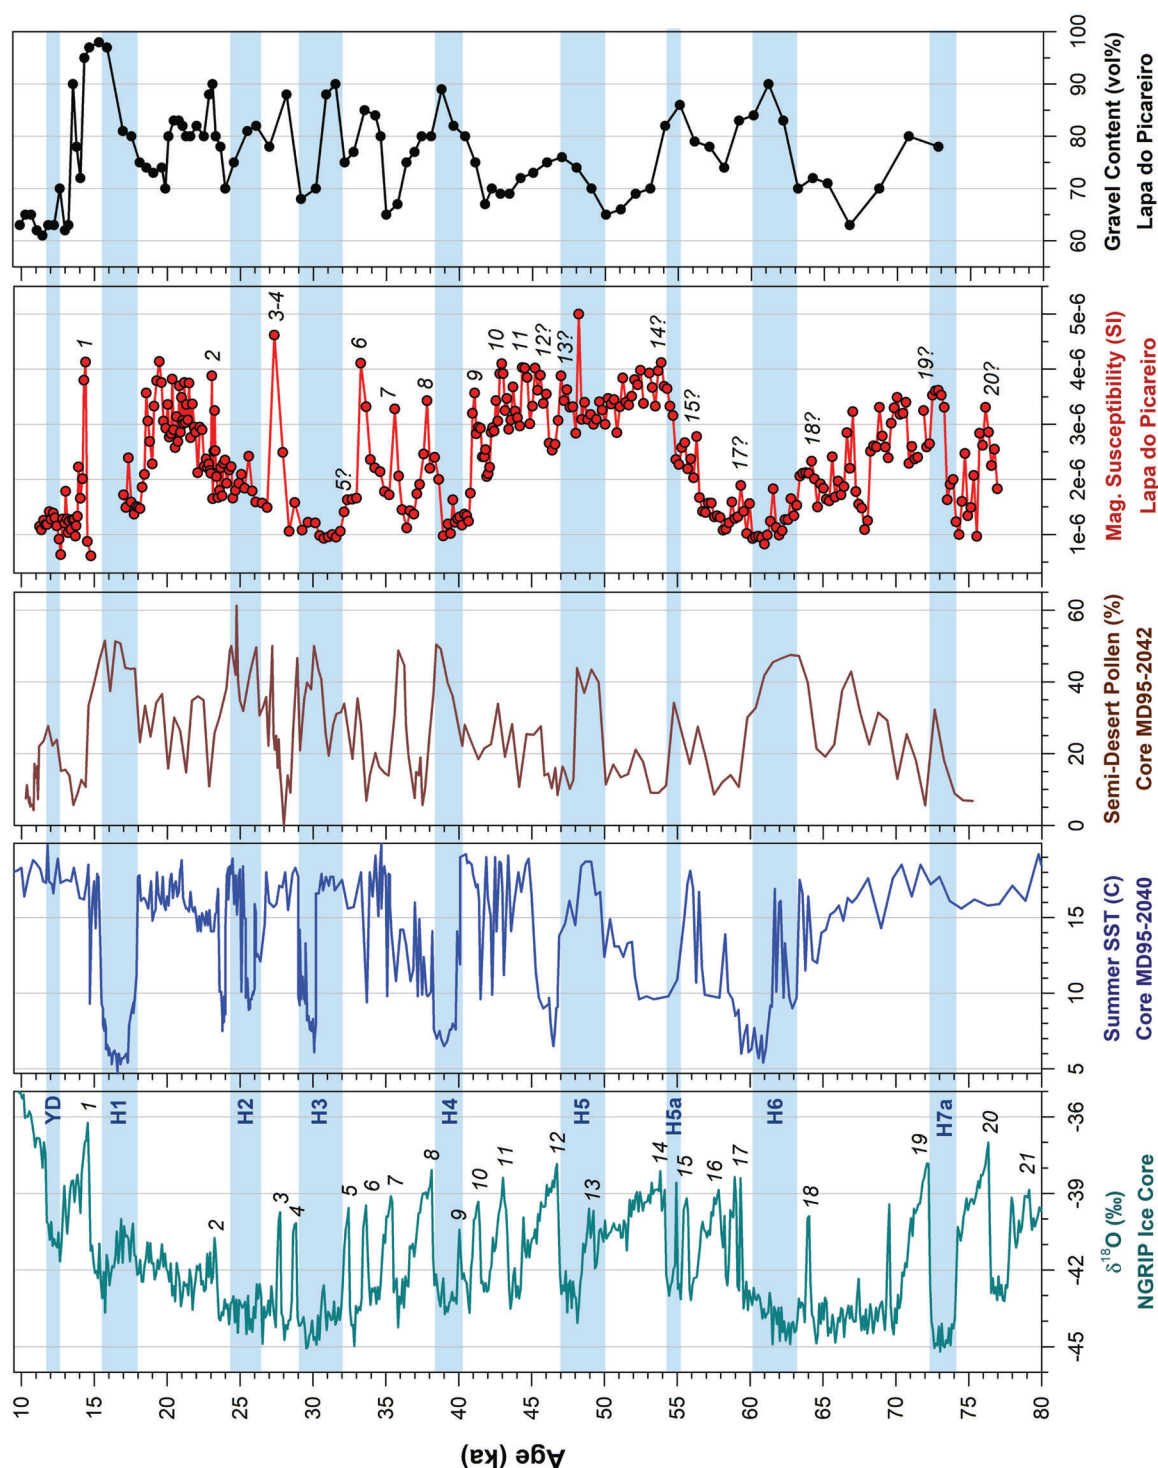 Gravel Content (vol%)
Lapa do Picareiro
60
70
80
90
100
Mag. Susceptibility (SI)
Lapa do Picareiro
1e-6
2e-6
3e-6
4e-6
5e-6
1
2
3-4
5?
6
7
8
9
10
11
12?
13?
14?
15?
17?
18?
19?
20?
Semi-Desert Pollen (%)
Core MD95-2042
0
20
40
60
Summer SST (C)
Core MD95-2040
5
10
15
δ18O (‰)
NGRIP Ice Core
-45
-42
-39
-36
YD
H1
H2
H3
H4
H5
H5a
H6
H7a
1
2
3
4
5
6
7
8
9
10
11
12
13
14
15
16
17
18
19
20
21
10
15
20
25
30
35
40
45
50
55
60
65
70
75
80
Age (ka)